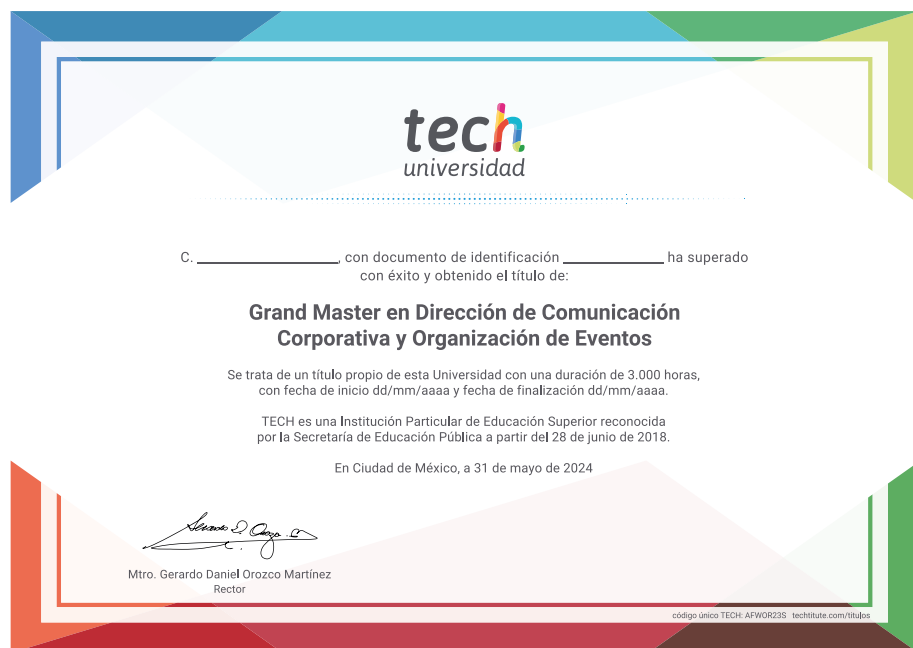 tech
universidad
C. ____________, con documento de identificación ____________ ha superado
con éxito y obtenido el título de:
Grand Master en Dirección de Comunicación
Corporativa y Organización de Eventos
Se trata de un título propio de esta Universidad con una duración de 3.000 horas,
con fecha de inicio dd/mm/aaaa y fecha de finalización dd/mm/aaaa.
TECH es una Institución Particular de Educación Superior reconocida
por la Secretaría de Educación Pública a partir del 28 de junio de 2018.
En Ciudad de México, a 31 de mayo de 2024
Mtro. Gerardo Daniel Orozco Martínez
Rector
código único TECH: AFWOR23S techtitute.com/titulos